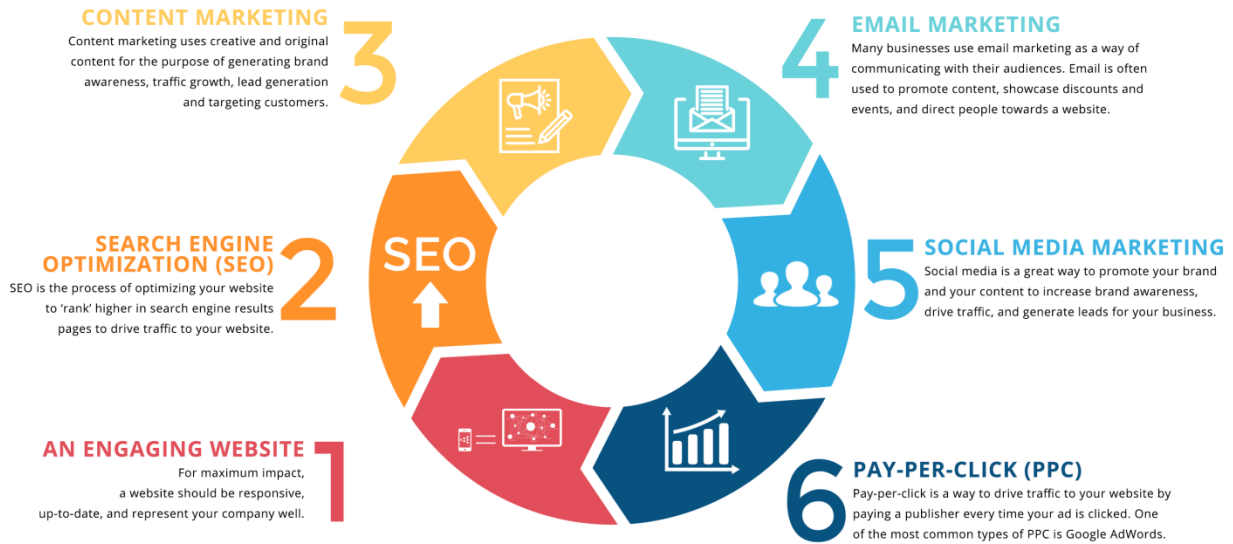 CONTENT MARKETING
3
Content marketing uses creative and original
content for the purpose of generating brand
awareness, traffic growth, lead generation
and targeting customers.
4
EMAIL MARKETING
Many businesses use email marketing as a way of
communicating with their audiences. Email is often
used to promote content, showcase discounts and
events, and direct people towards a website.
SEARCH ENGINE
OPTIMIZATION (SEO)
2
SEO is the process of optimizing your website
to ‘rank’ higher in search engine results
pages to drive traffic to your website.
SEO
5
SOCIAL MEDIA MARKETING
Social media is a great way to promote your brand
and your content to increase brand awareness,
drive traffic, and generate leads for your business.
AN ENGAGING WEBSITE
1
For maximum impact,
a website should be responsive,
up-to-date, and represent your company well.
6
PAY-PER-CLICK (PPC)
Pay-per-click is a way to drive traffic to your website by
paying a publisher every time your ad is clicked. One
of the most common types of PPC is Google AdWords.